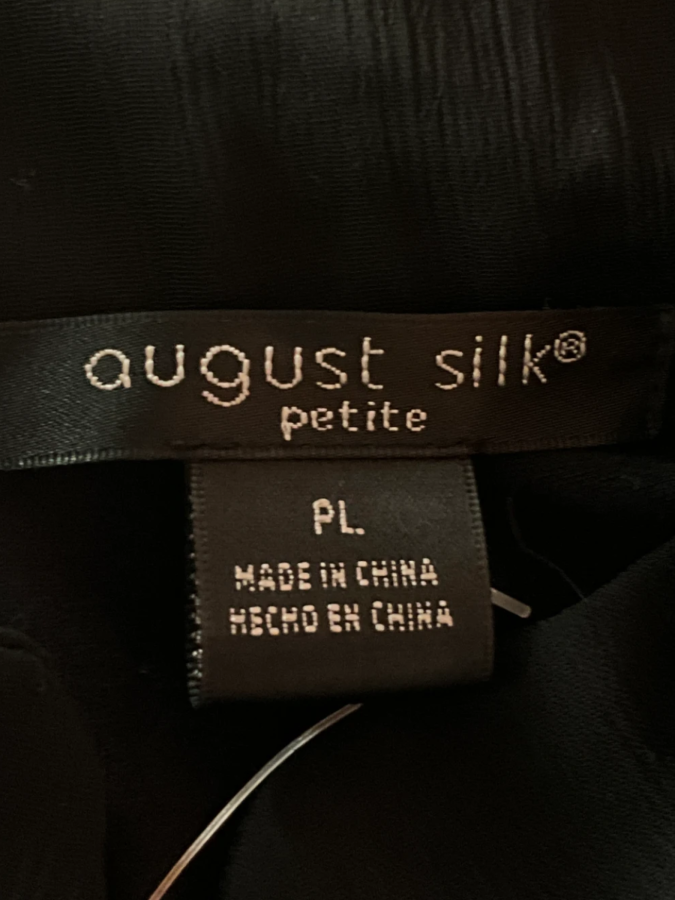 august silk®
petite
PL.
MADE IN CHINA
HECHO EN CHINA